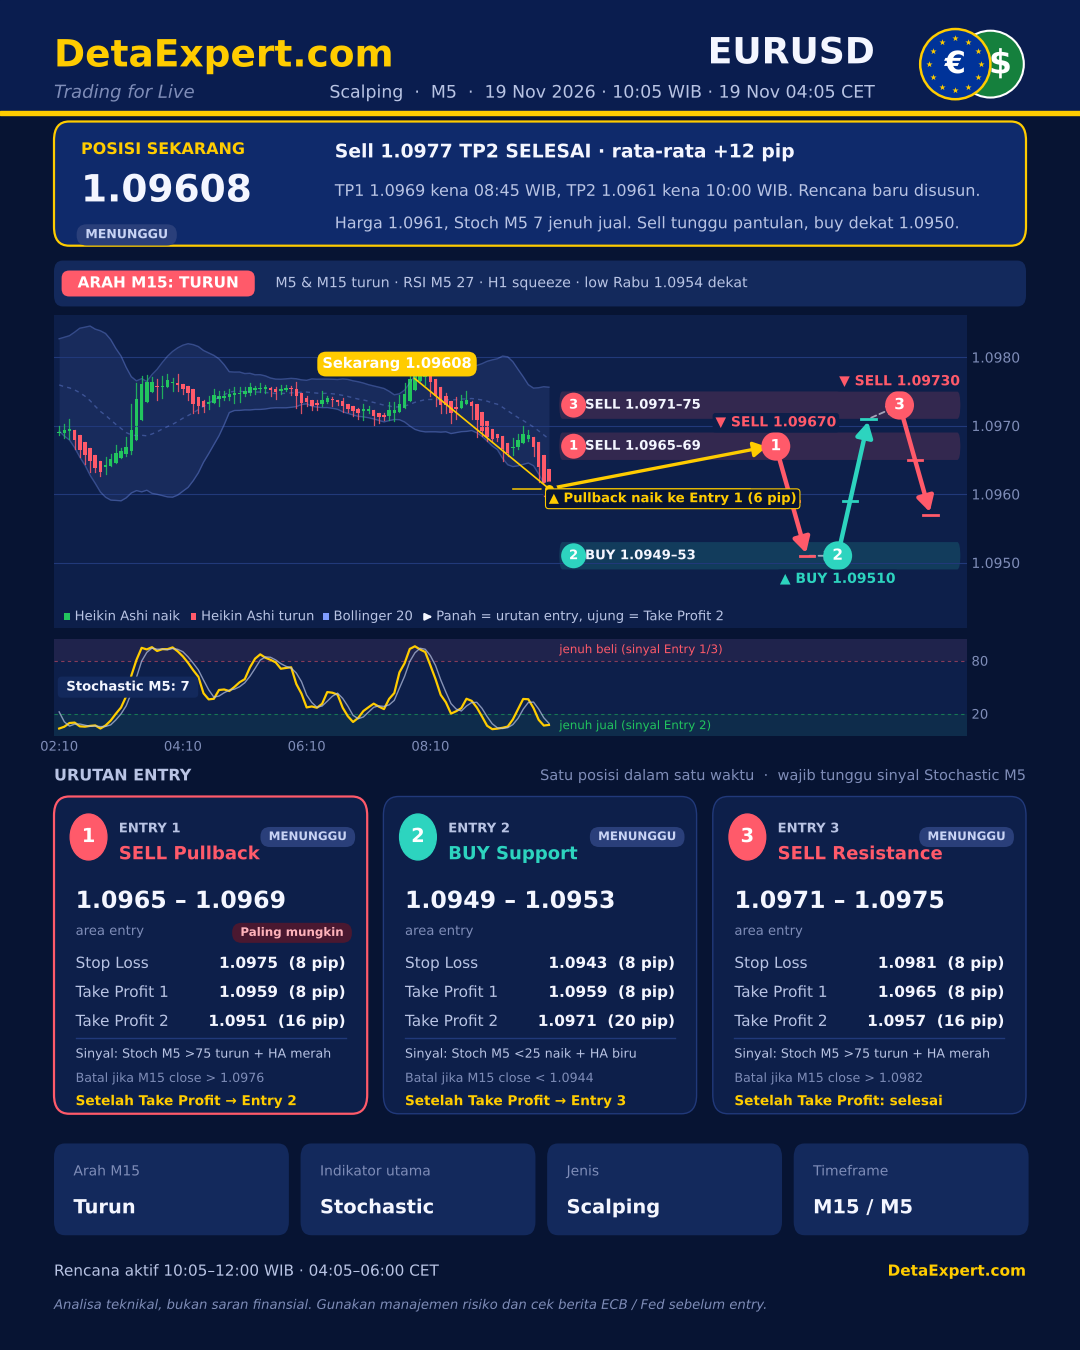 DetaExpert.com
Trading for Live
EURUSD
Scalping · M5 · 19 Nov 2026 · 10:05 WIB · 19 Nov 04:05 CET
€ $
POSISI SEKARANG
1.09608
MENUNGGU
Sell 1.0977 TP2 SELESAI · rata-rata +12 pip
TP1 1.0969 kena 08:45 WIB, TP2 1.0961 kena 10:00 WIB. Rencana baru disusun.
Harga 1.0961, Stoch M5 7 jenuh jual. Sell tunggu pantulan, buy dekat 1.0950.
ARAH M15: TURUN
M5 & M15 turun · RSI M5 27 · H1 squeeze · low Rabu 1.0954 dekat
Sekarang 1.09608
1.0980
▼ SELL 1.09730
3 SELL 1.0971–75
3
▼ SELL 1.09670
1.0970
1 SELL 1.0965–69
1
▲ Pullback naik ke Entry 1 (6 pip)
1.0960
2 BUY 1.0949–53
2
1.0950
▲ BUY 1.09510
Heikin Ashi naik
Heikin Ashi turun
Bollinger 20
Panah = urutan entry, ujung = Take Profit 2
jenuh beli (sinyal Entry 1/3)
80
Stochastic M5: 7
20
jenuh jual (sinyal Entry 2)
02:10 04:10 06:10 08:10
URUTAN ENTRY
Satu posisi dalam satu waktu · wajib tunggu sinyal Stochastic M5
1
ENTRY 1
MENUNGGU
SELL Pullback
1.0965 – 1.0969
area entry
Paling mungkin
Stop Loss 1.0975 (8 pip)
Take Profit 1 1.0959 (8 pip)
Take Profit 2 1.0951 (16 pip)
Sinyal: Stoch M5 >75 turun + HA merah
Batal jika M15 close > 1.0976
Setelah Take Profit → Entry 2
2
ENTRY 2
MENUNGGU
BUY Support
1.0949 – 1.0953
area entry
Stop Loss 1.0943 (8 pip)
Take Profit 1 1.0959 (8 pip)
Take Profit 2 1.0971 (20 pip)
Sinyal: Stoch M5 <25 naik + HA biru
Batal jika M15 close < 1.0944
Setelah Take Profit → Entry 3
3
ENTRY 3
MENUNGGU
SELL Resistance
1.0971 – 1.0975
area entry
Stop Loss 1.0981 (8 pip)
Take Profit 1 1.0965 (8 pip)
Take Profit 2 1.0957 (16 pip)
Sinyal: Stoch M5 >75 turun + HA merah
Batal jika M15 close > 1.0982
Setelah Take Profit: selesai
Arah M15
Turun
Indikator utama
Stochastic
Jenis
Scalping
Timeframe
M15 / M5
Rencana aktif 10:05–12:00 WIB · 04:05–06:00 CET
DetaExpert.com
Analisa teknikal, bukan saran finansial. Gunakan manajemen risiko dan cek berita ECB / Fed sebelum entry.